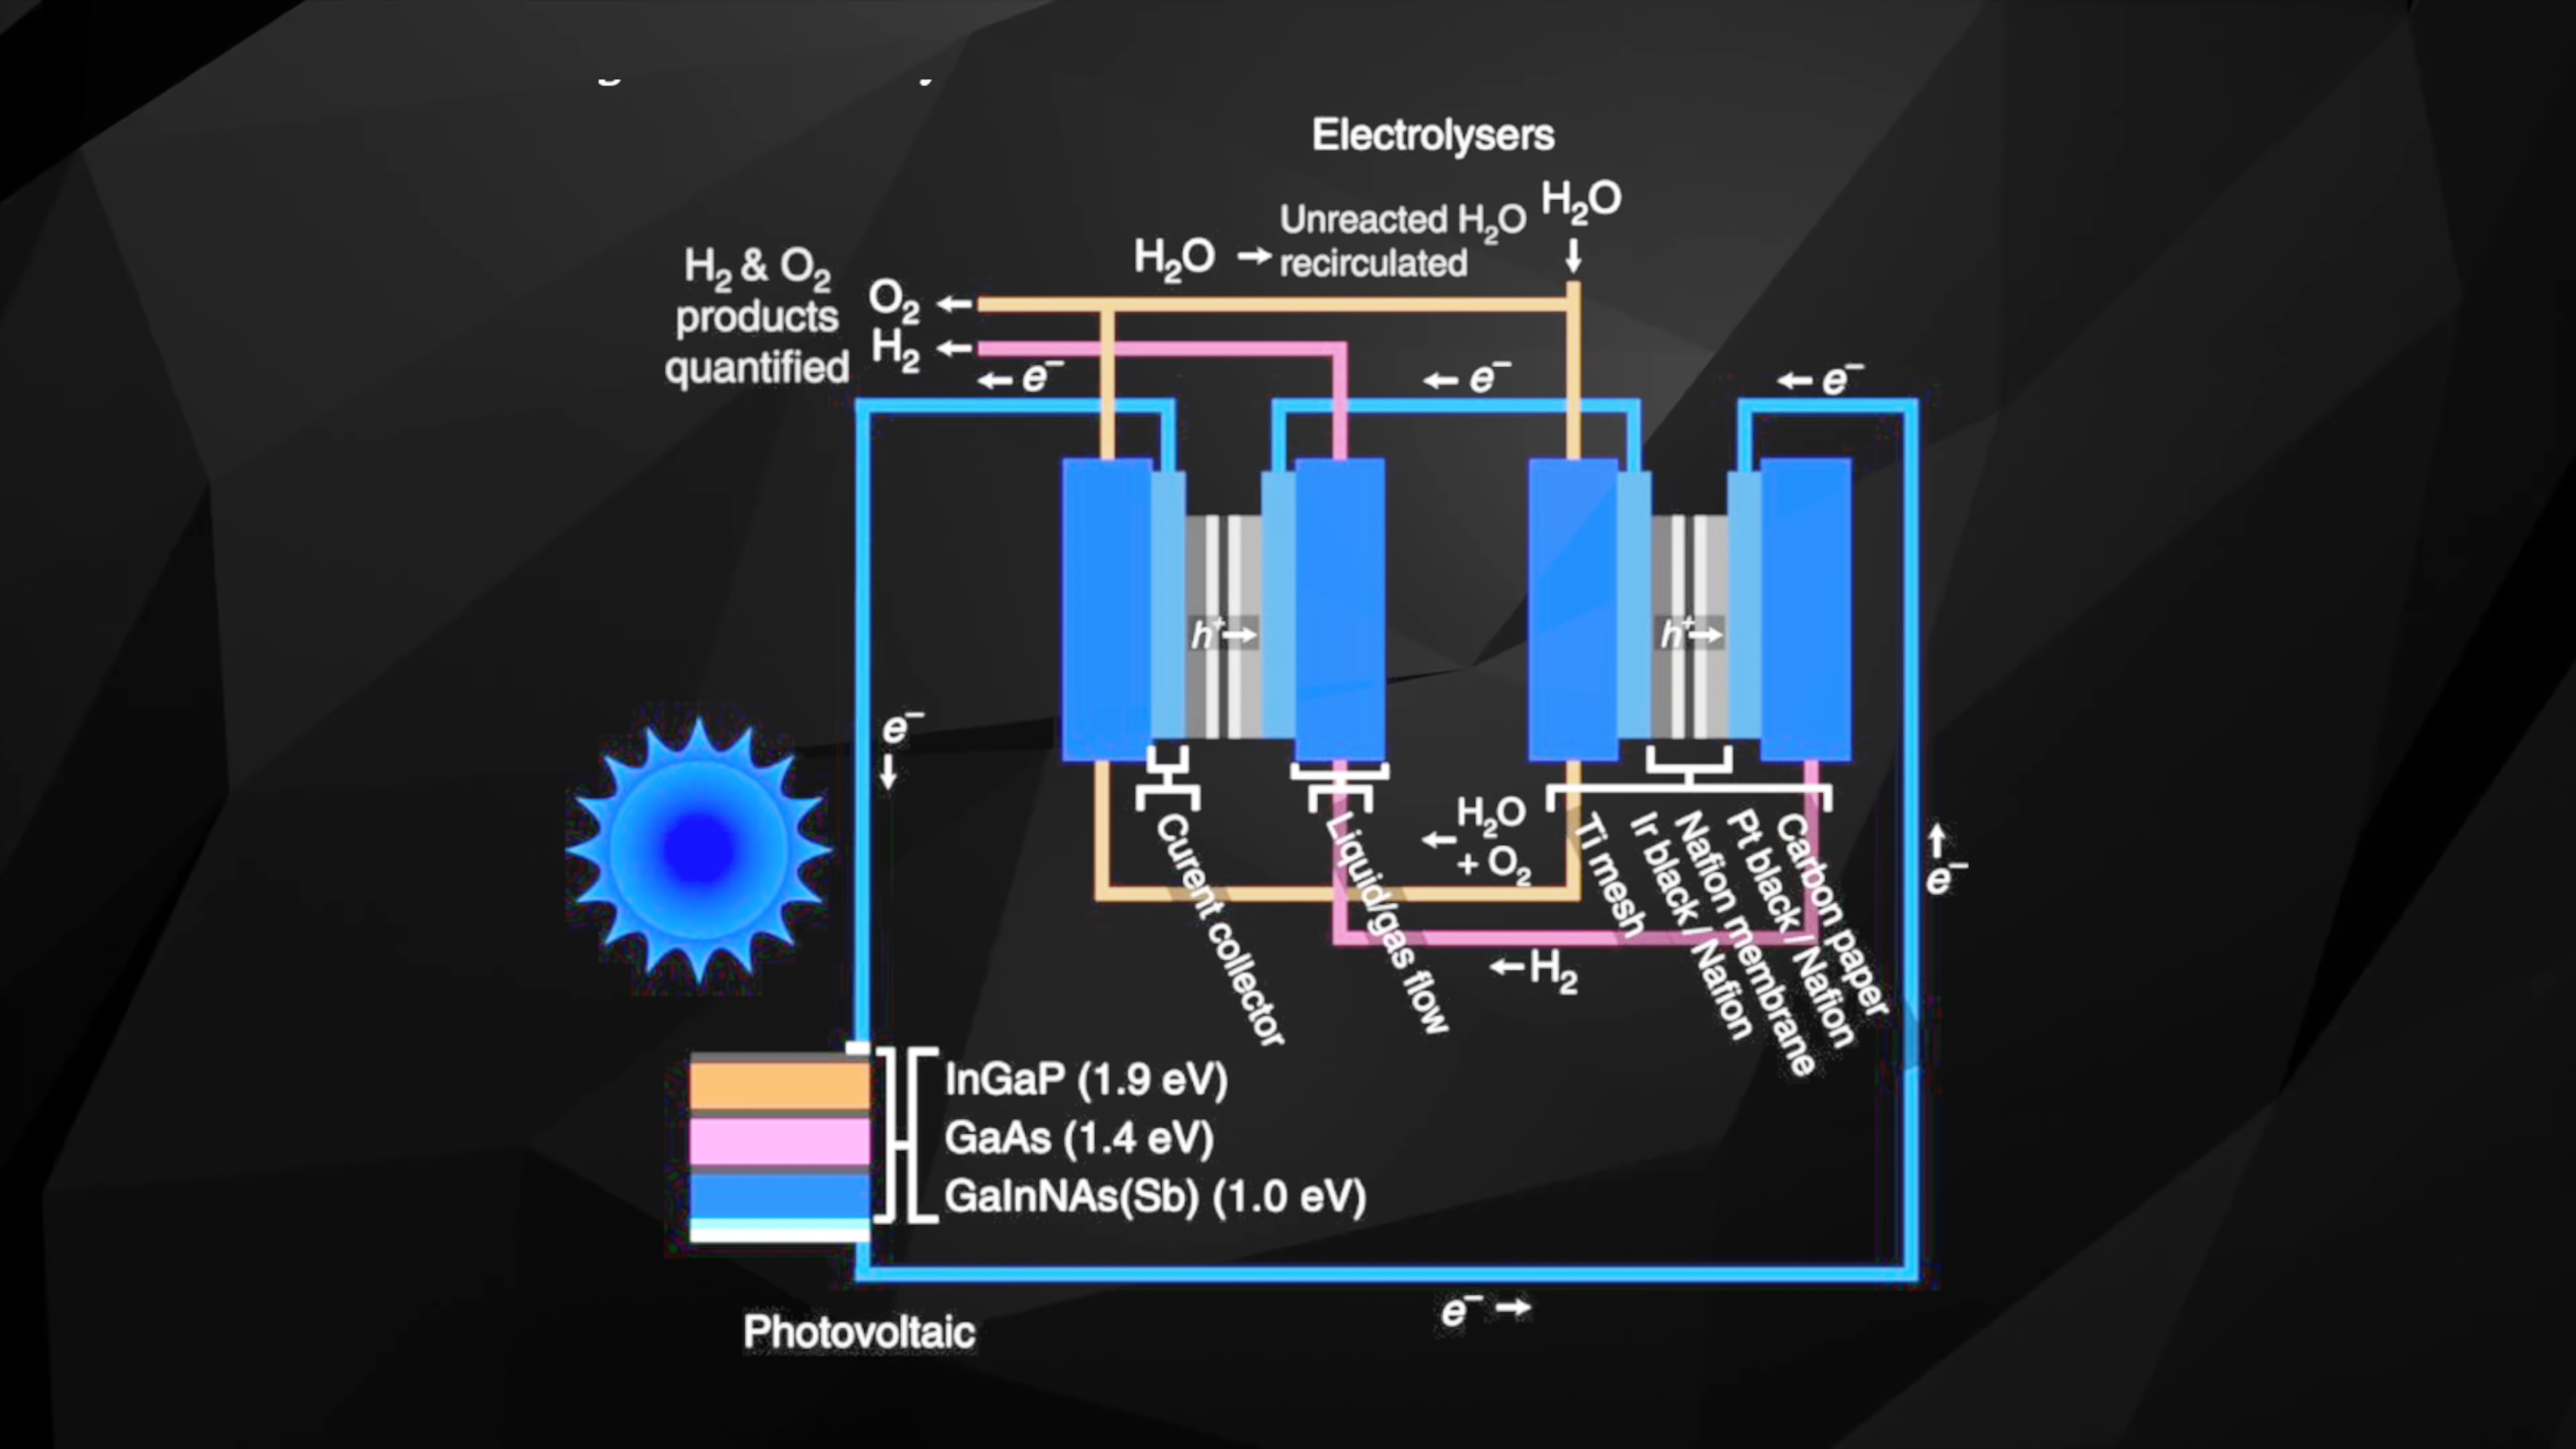 Electrolysers
H₂O
Unreacted H₂O
recirculated
H₂O →
H₂ & O₂
products
quantified
O₂ ←
H₂ ←
← e⁻
← e⁻
← e⁻
h⁺→
h⁺→
e⁻
H₂O
← + O₂
← H₂
e⁻
Curent collector
Liquid/gas flow
Ti mesh
Ir black / Nafion
Nafion membrane
Pt black / Nafion
Carbon paper
InGaP (1.9 eV)
GaAs (1.4 eV)
GaInNAs(Sb) (1.0 eV)
e⁻ →
Photovoltaic